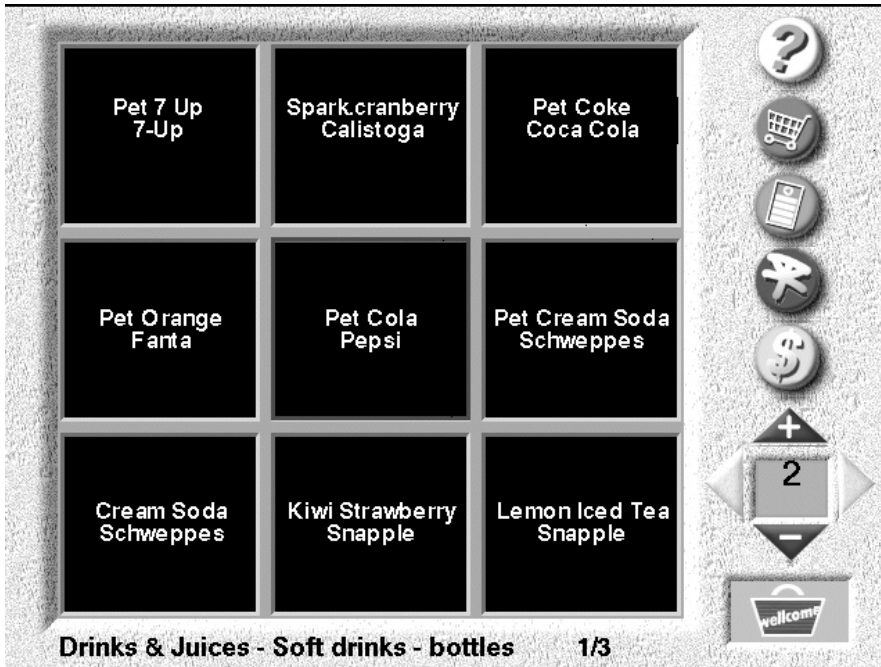 Pet 7 Up
7-Up
Spark.cranberry
Calistoga
Pet Coke
Coca Cola
Pet Orange
Fanta
Pet Cola
Pepsi
Pet Cream Soda
Schweppes
Cream Soda
Schweppes
Kiwi Strawberry
Snapple
Lemon Iced Tea
Snapple
?
$
+
2
-
wellcome
Drinks & Juices - Soft drinks - bottles 1/3